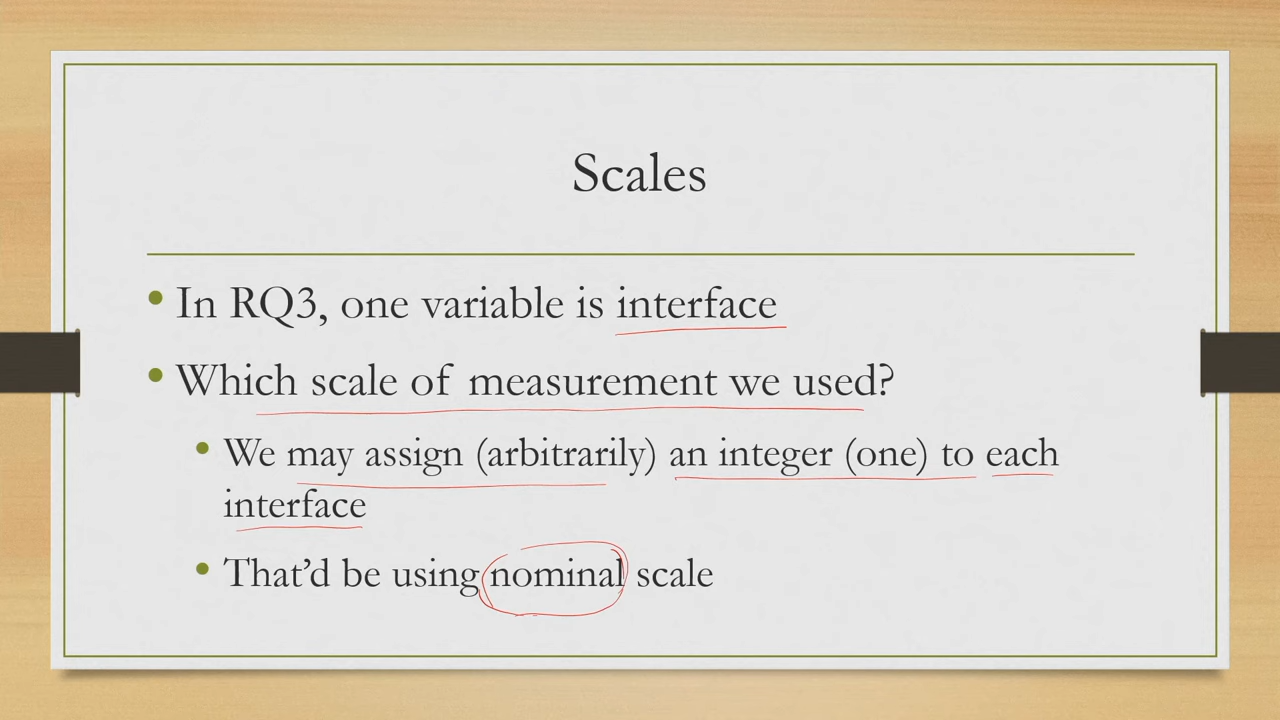 Scales
• In RQ3, one variable is interface
• Which scale of measurement we used?
• We may assign (arbitrarily) an integer (one) to each
interface
• That’d be using nominal scale